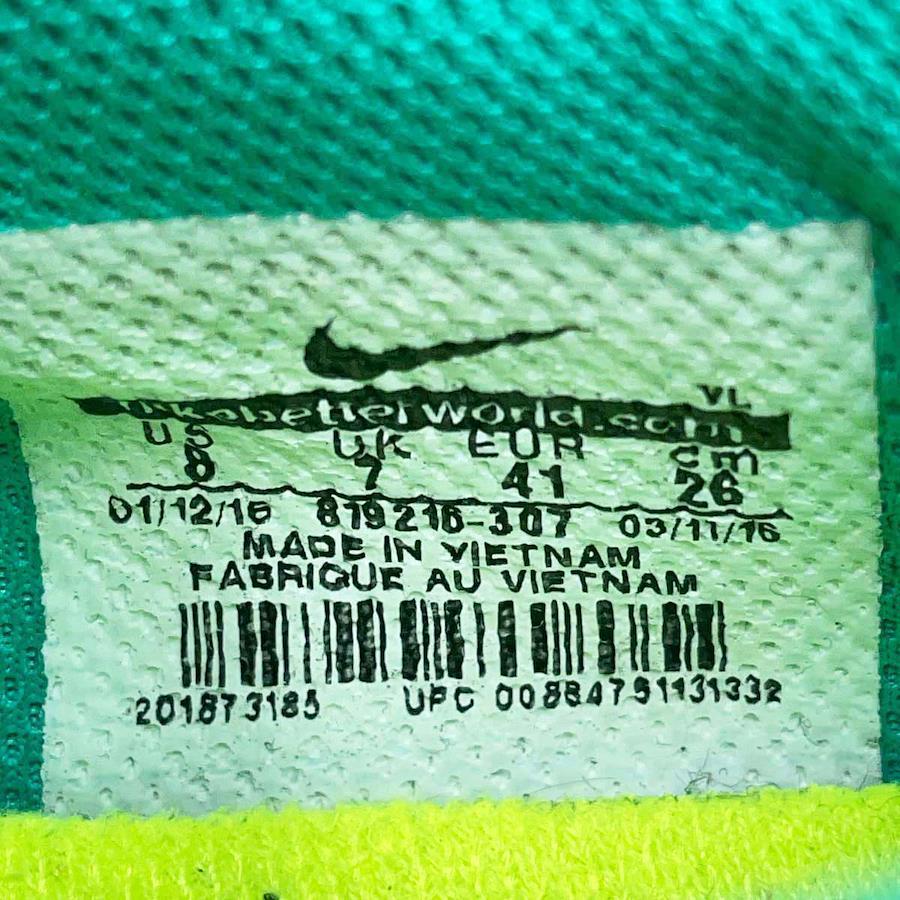 nikebetterworld.com
VL
US UK EUR cm
8 7 41 26
01/12/16 819216-307 03/11/16
MADE IN VIETNAM
FABRIQUE AU VIETNAM
201873185 UPC 00884751131332